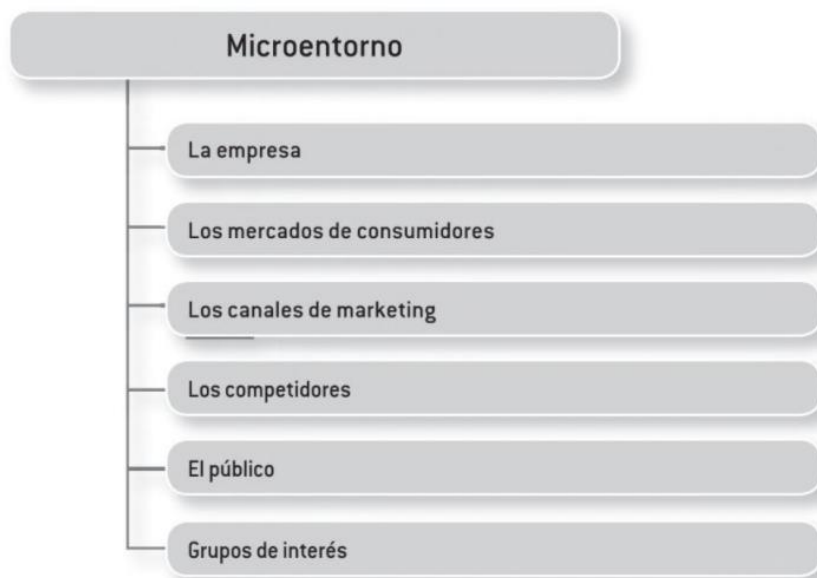 Microentorno
La empresa
Los mercados de consumidores
Los canales de marketing
Los competidores
El público
Grupos de interés